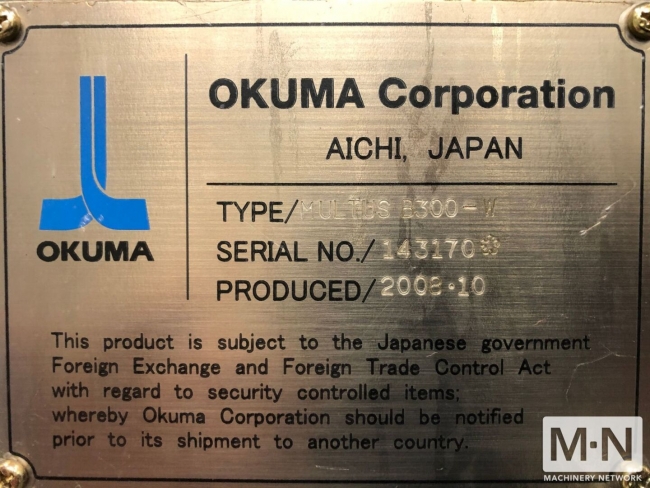 OKUMA Corporation
AICHI, JAPAN
OKUMA
TYPE/MULTUS B300-W
SERIAL NO./143170
PRODUCED/2008·10
This product is subject to the Japanese government
Foreign Exchange and Foreign Trade Control Act
with regard to security controlled items;
whereby Okuma Corporation should be notified
prior to its shipment to another country.
M·N
MACHINERY NETWORK